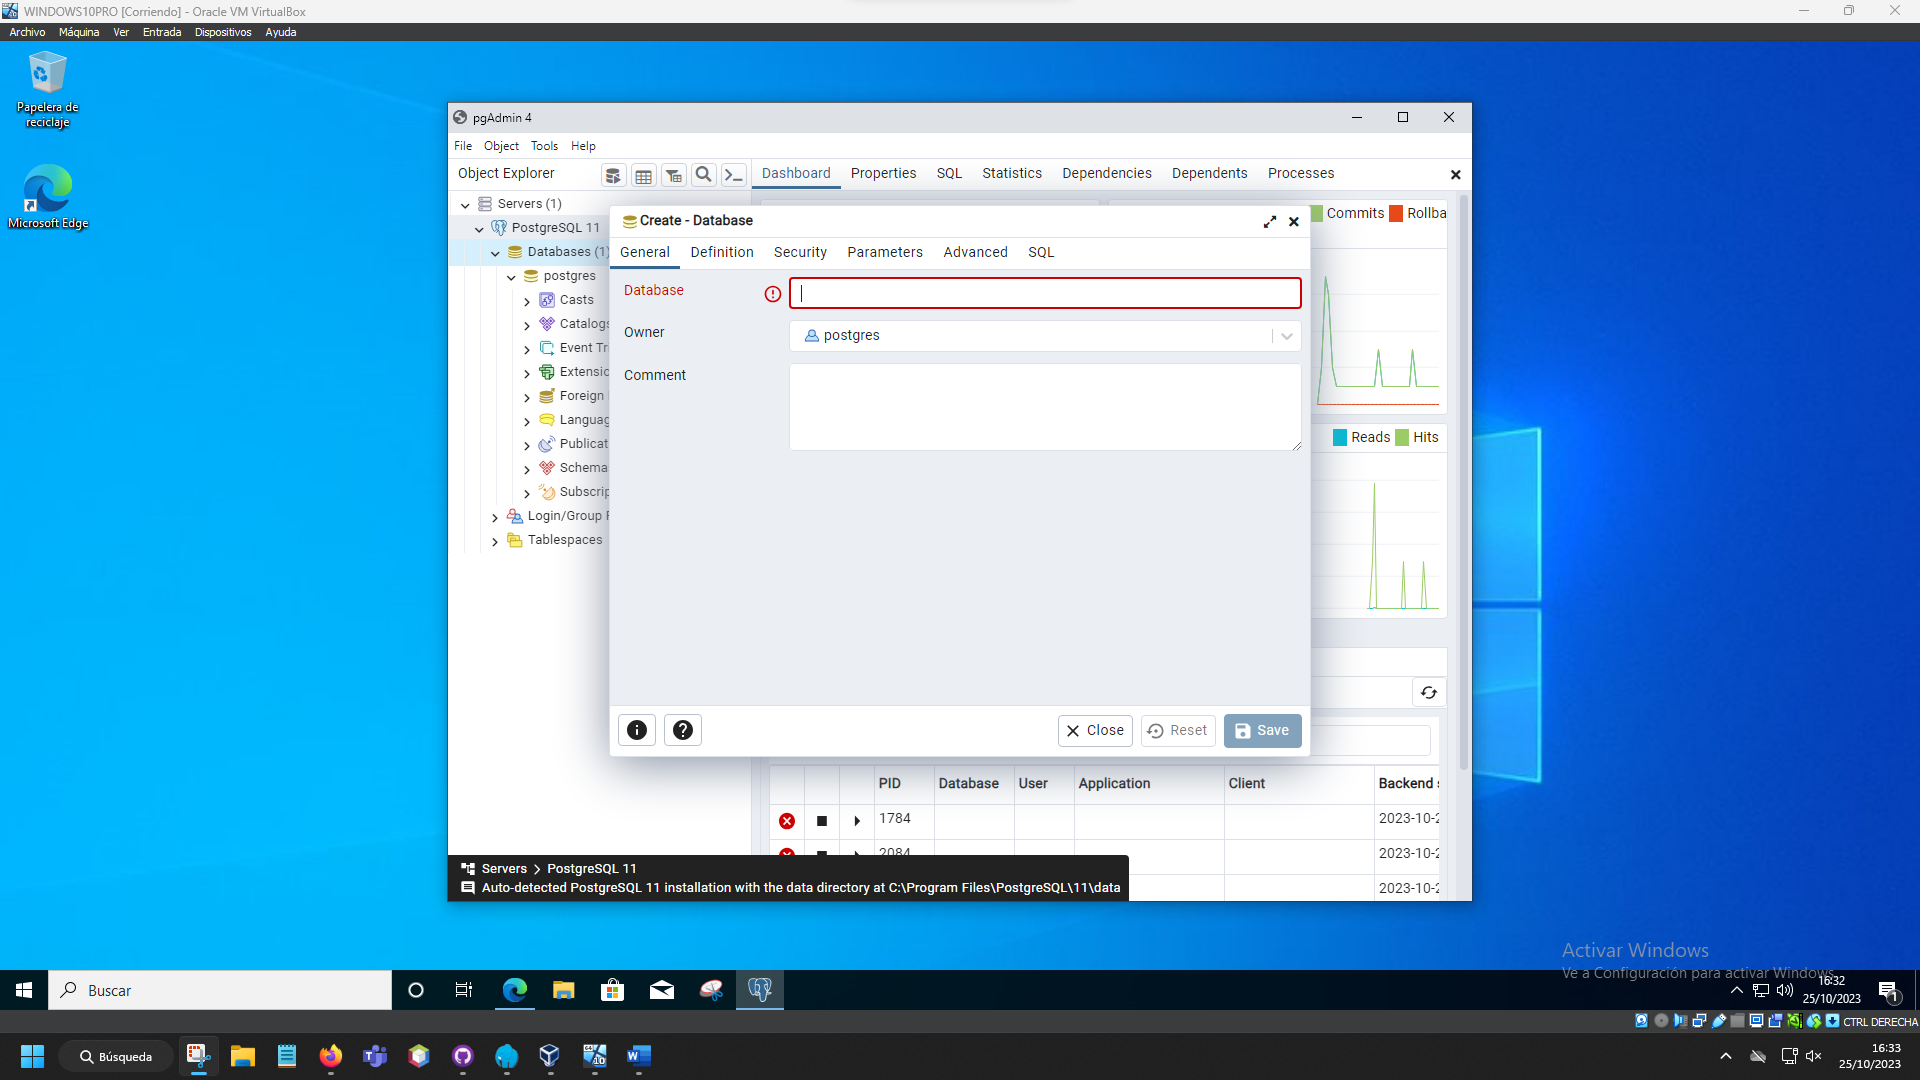 WINDOWS10PRO [Corriendo] - Oracle VM VirtualBox
Archivo Máquina Ver Entrada Dispositivos Ayuda
Papelera de
reciclaje
Microsoft Edge
pgAdmin 4
File Object Tools Help
Object Explorer
Dashboard Properties SQL Statistics Dependencies Dependents Processes
Servers (1)
PostgreSQL 11
Databases (1)
postgres
Casts
Catalogs
Event Tr
Extensio
Foreign
Languag
Publicat
Schema
Subscrip
Login/Group R
Tablespaces
Create - Database
General Definition Security Parameters Advanced SQL
Database
Owner postgres
Comment
Close Reset Save
Commits Rollba
Reads Hits
PID Database User Application Client Backend s
1784 2023-10-2
2084 2023-10-2
2023-10-2
Servers > PostgreSQL 11
Auto-detected PostgreSQL 11 installation with the data directory at C:\Program Files\PostgreSQL\11\data
Activar Windows
Ve a Configuración para activar Windows.
Buscar
16:32
25/10/2023
1
CTRL DERECHA
Búsqueda
16:33
25/10/2023